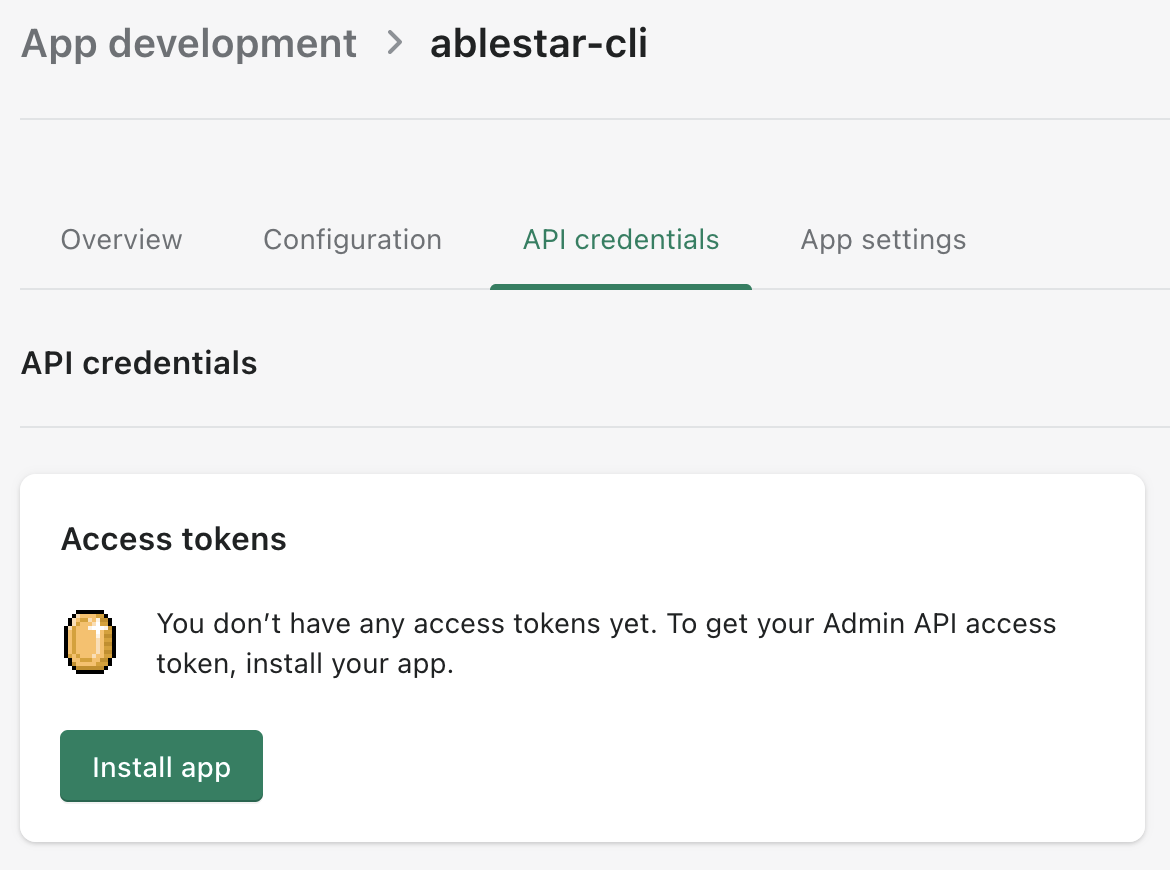 App development > ablestar-cli
Overview Configuration API credentials App settings
API credentials
Access tokens
You don’t have any access tokens yet. To get your Admin API access
token, install your app.
Install app